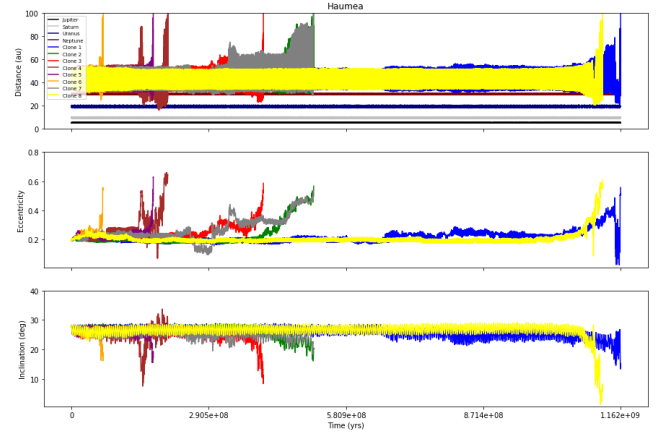 Haumea
Distance (au)
100
80
60
40
20
0
Jupiter
Saturn
Uranus
Neptune
Clone 1
Clone 2
Clone 3
Clone 4
Clone 5
Clone 6
Clone 7
Clone 8
Eccentricity
0.8
0.6
0.4
0.2
Inclination (deg)
40
30
20
10
0
2.905e+08
5.809e+08
8.714e+08
1.162e+09
Time (yrs)